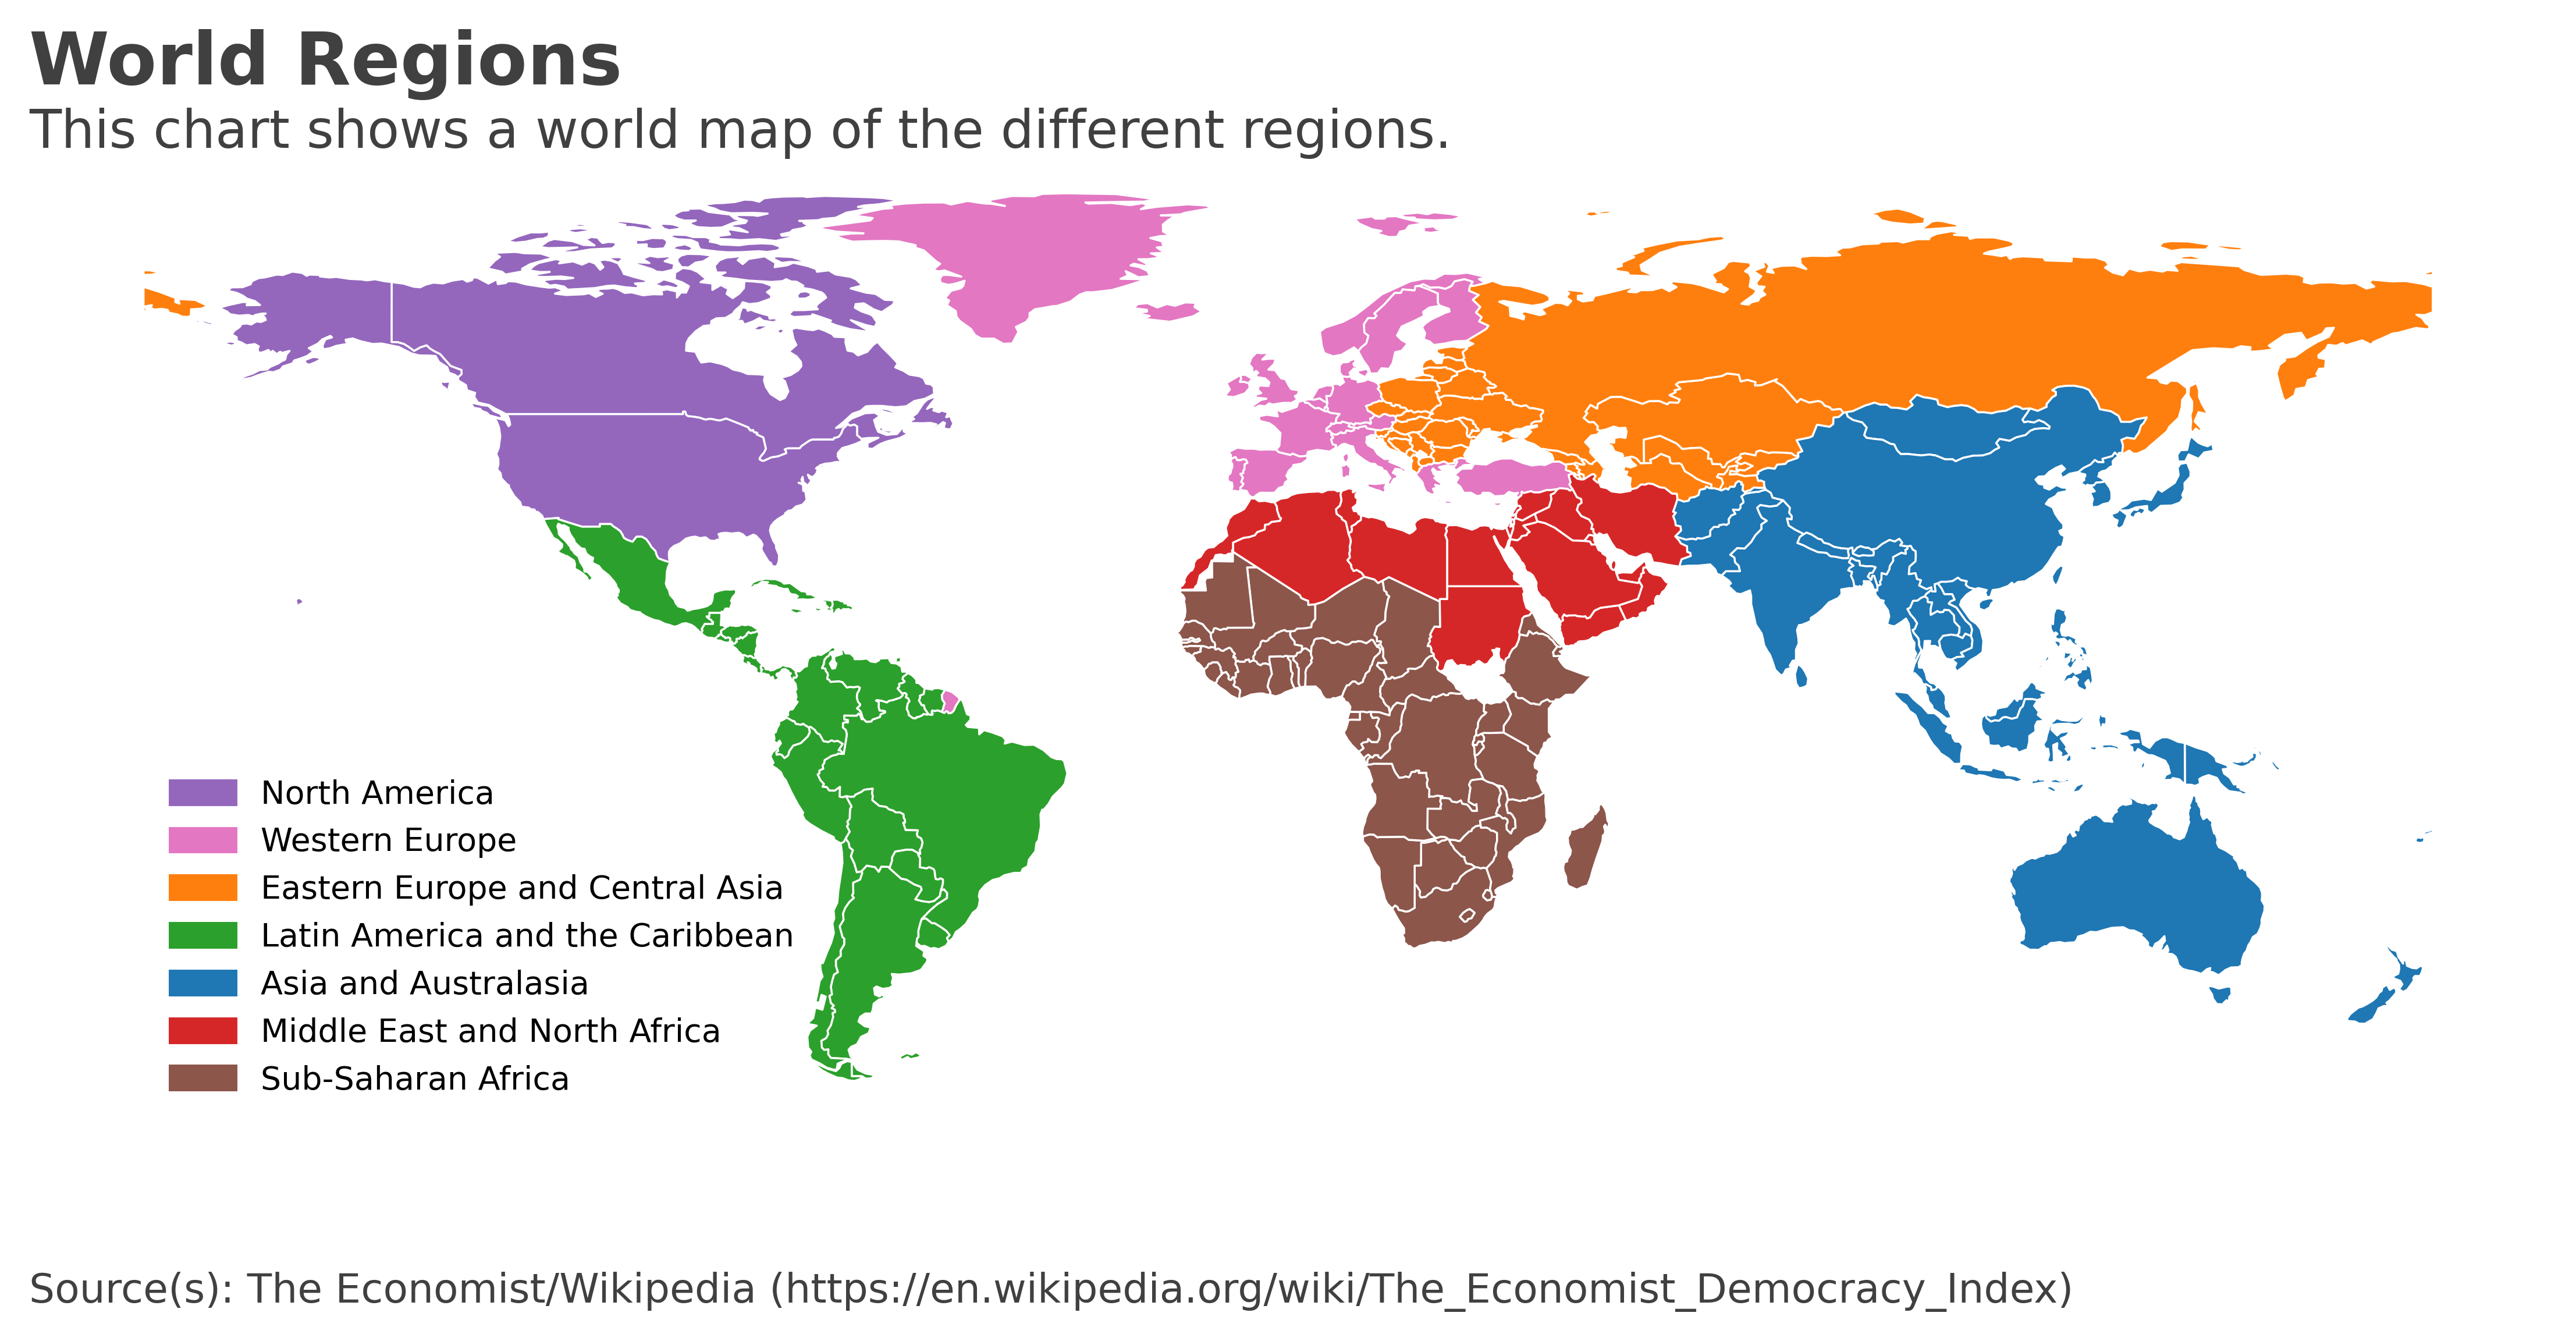 World Regions
This chart shows a world map of the different regions.
North America
Western Europe
Eastern Europe and Central Asia
Latin America and the Caribbean
Asia and Australasia
Middle East and North Africa
Sub-Saharan Africa
Source(s): The Economist/Wikipedia (https://en.wikipedia.org/wiki/The_Economist_Democracy_Index)